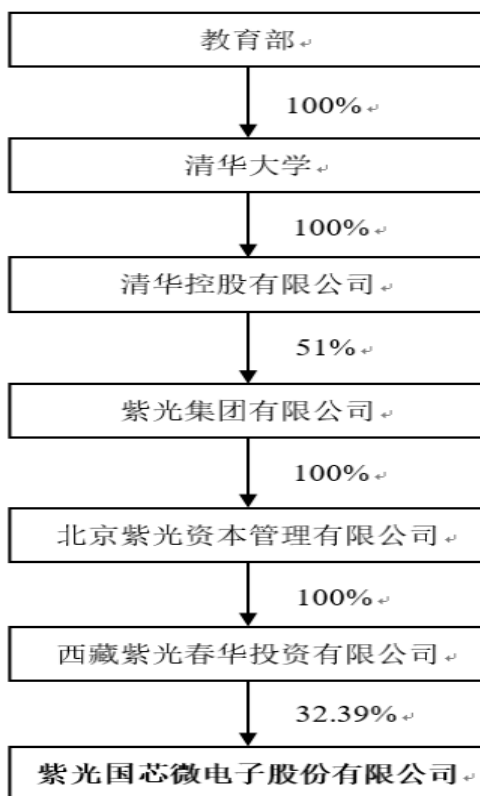 教育部
100%
清华大学
100%
清华控股有限公司
51%
紫光集团有限公司
100%
北京紫光资本管理有限公司
100%
西藏紫光春华投资有限公司
32.39%
紫光国芯微电子股份有限公司